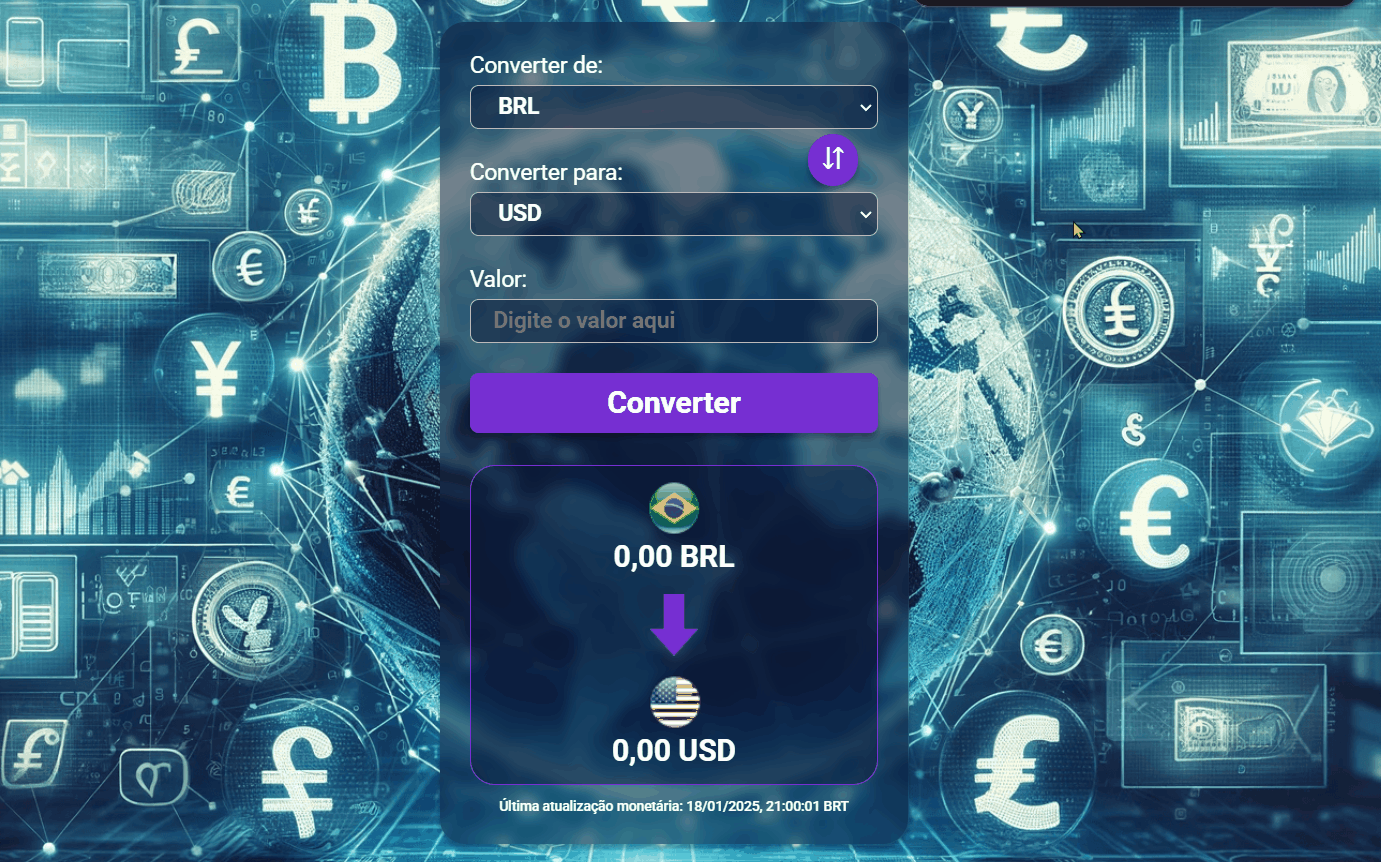 Converter de:
BRL
Converter para:
USD
Valor:
Digite o valor aqui
Converter
0,00 BRL
0,00 USD
Última atualização monetária: 18/01/2025, 21:00:01 BRT